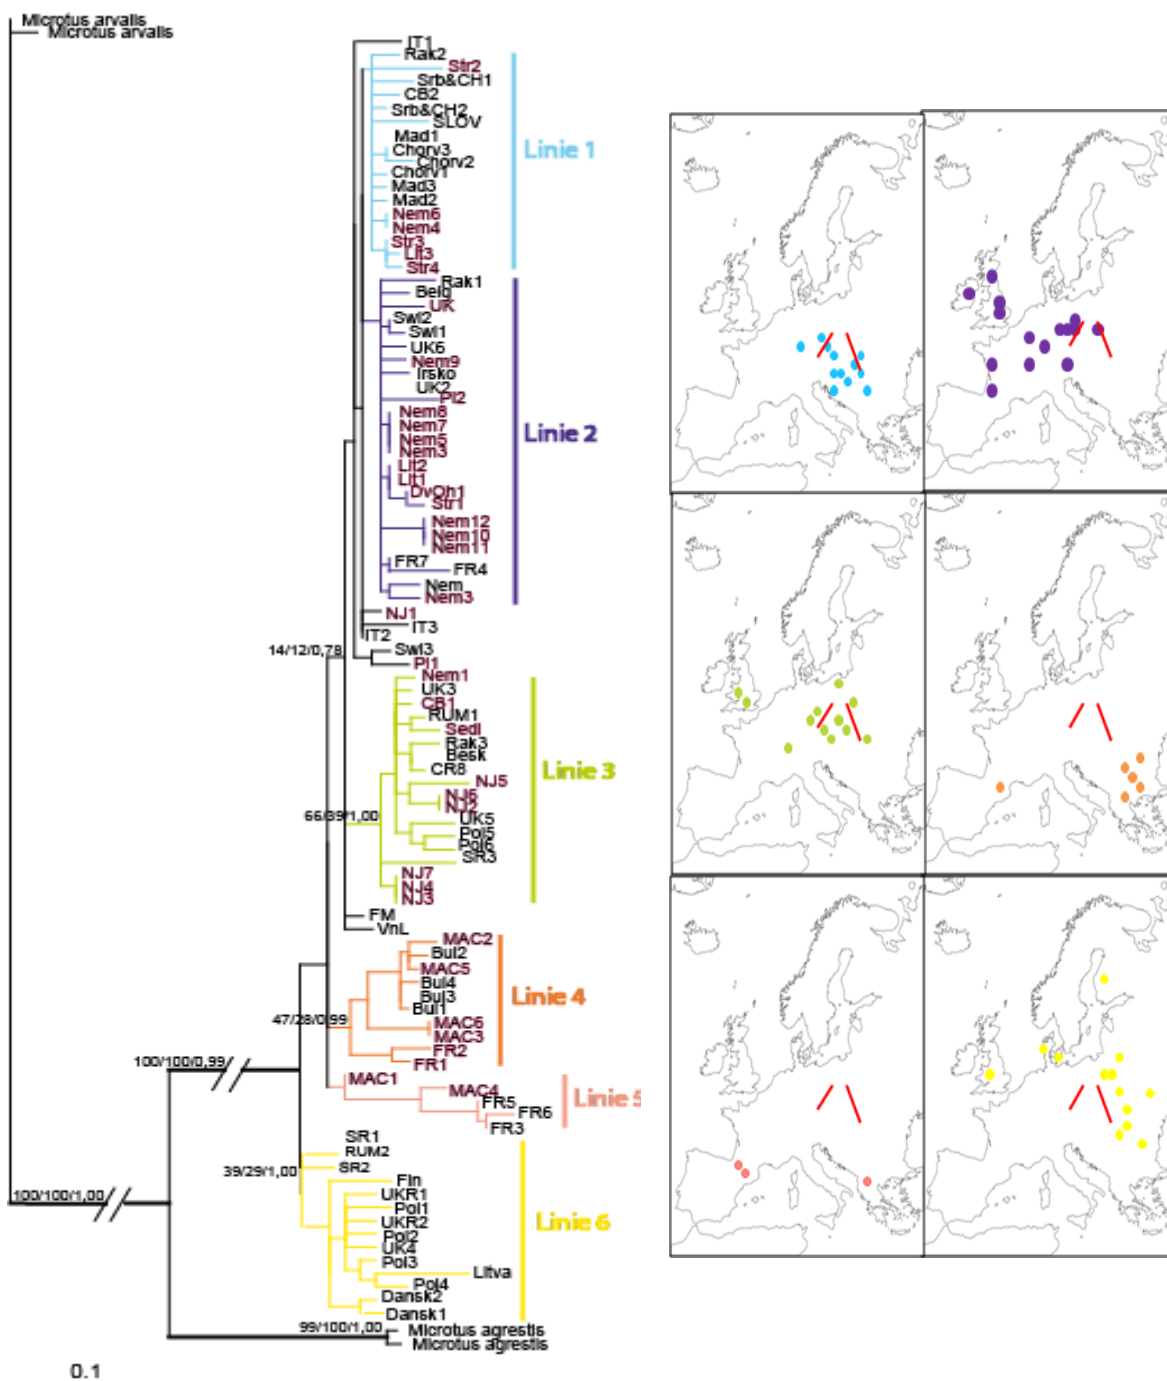 Microtus arvalis
Microtus arvalis
IT1
Rak2
Str2
Srb&CH1
CB2
Srb&CH2
SLOV
Mad1
Chorv3
Chorv2
Chorv1
Mad3
Mad2
Nem6
Nem4
Str3
Lit3
Str4
Linie 1
Rak1
Belg
UK
Swi2
Swi1
UK6
Nem9
Irsko
UK2
Pl2
Nem8
Nem7
Nem5
Nem3
Lit2
Lit1
DvOh1
Str1
Nem12
Nem10
Nem11
FR7
FR4
Nem
Nem3
Linie 2
NJ1
IT3
IT2
14/12/0,78
Swi3
Pl1
Nem1
UK3
CB1
RUM1
Sedl
Rak3
Besk
CR8
NJ5
NJ6
NJ2
66/39/1,00
UK5
Pol5
Pol6
SR3
NJ7
NJ4
NJ3
Linie 3
FM
VnL
MAC2
Bul2
MAC5
Bul4
Bul3
Bul1
47/28/0,99
MAC6
MAC3
FR2
FR1
Linie 4
100/100/0,99
MAC1
MAC4
FR5
FR6
FR3
Linie 5
SR1
RUM2
SR2
39/29/1,00
Fin
UKR1
Pol1
UKR2
Pol2
UK4
Pol3
Litva
Pol4
Dansk2
Dansk1
Linie 6
100/100/1,00
99/100/1,00
Microtus agrestis
Microtus agrestis
0.1